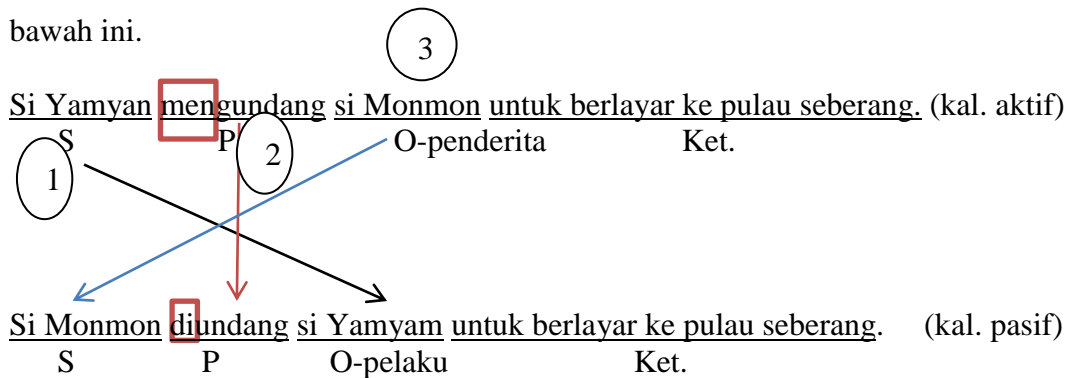 bawah ini.
3
Si Yamyan mengundang si Monmon untuk berlayar ke pulau seberang. (kal. aktif)
S P O-penderita Ket.
1 2
Si Monmon diundang si Yamyam untuk berlayar ke pulau seberang. (kal. pasif)
S P O-pelaku Ket.